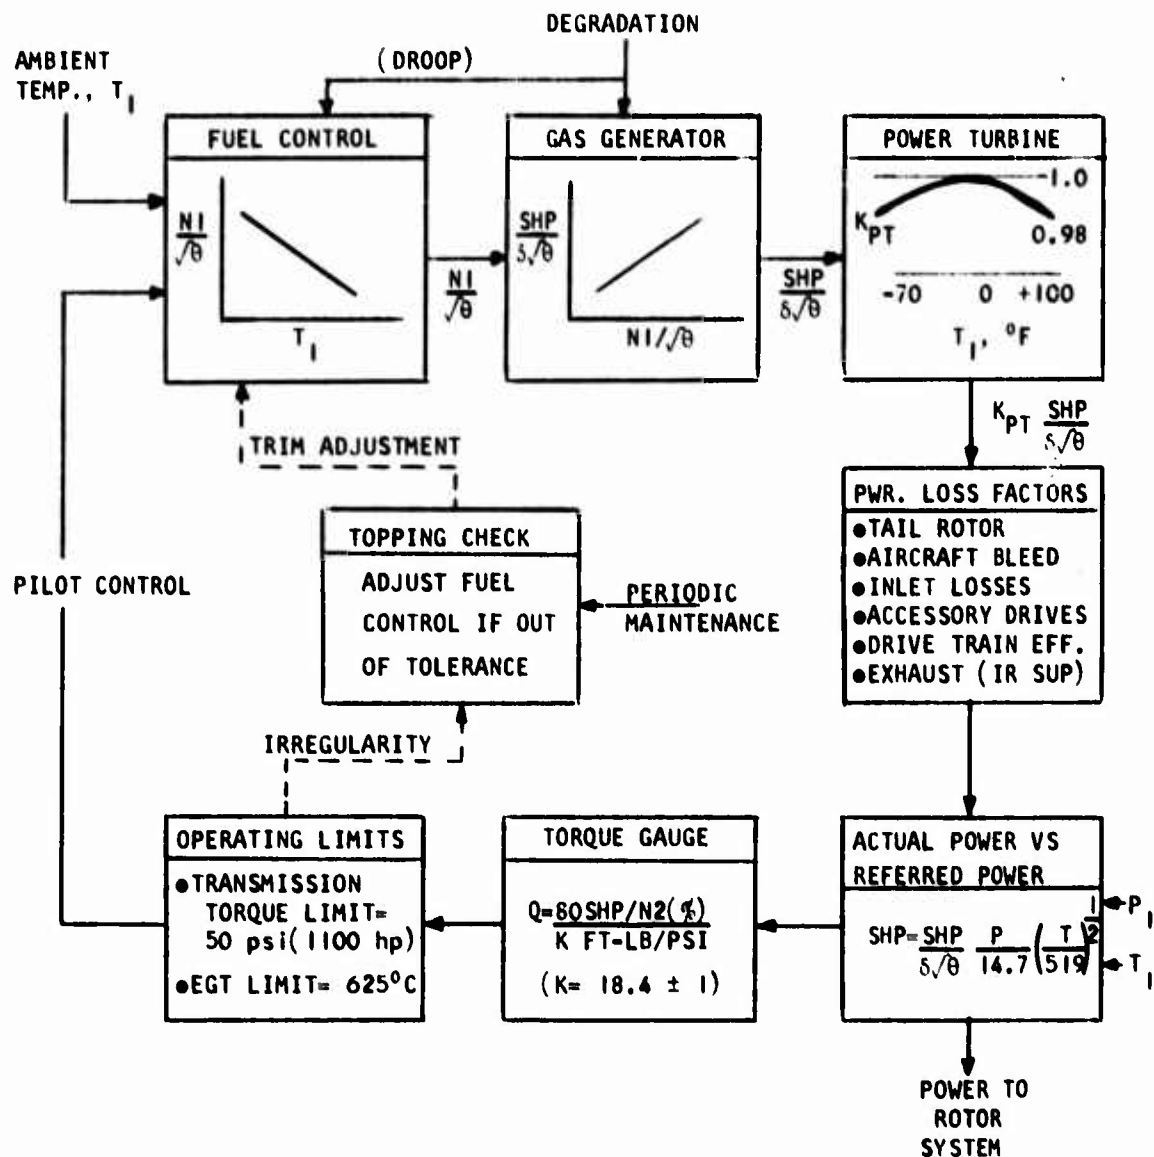 DEGRADATION
(DROOP)
AMBIENT
TEMP., T1
FUEL CONTROL
N1
√θ
T1
N1
√θ
GAS GENERATOR
SHP
δ√θ
N1/√θ
SHP
δ√θ
POWER TURBINE
1.0
KPT
0.98
-70 0 +100
T1, °F
KPT SHP
δ√θ
TRIM ADJUSTMENT
TOPPING CHECK
ADJUST FUEL
CONTROL IF OUT
OF TOLERANCE
PERIODIC
MAINTENANCE
PWR. LOSS FACTORS
●TAIL ROTOR
●AIRCRAFT BLEED
●INLET LOSSES
●ACCESSORY DRIVES
●DRIVE TRAIN EFF.
●EXHAUST (IR SUP)
PILOT CONTROL
IRREGULARITY
OPERATING LIMITS
●TRANSMISSION
TORQUE LIMIT=
50 psi(1100 hp)
●EGT LIMIT= 625°C
TORQUE GAUGE
Q=80SHP/N2(%)
K FT-LB/PSI
(K= 18.4 ± 1)
ACTUAL POWER VS
REFERRED POWER
SHP=SHP/δ√θ P/14.7 (T/519)^1/2
P1
T1
POWER TO
ROTOR
SYSTEM